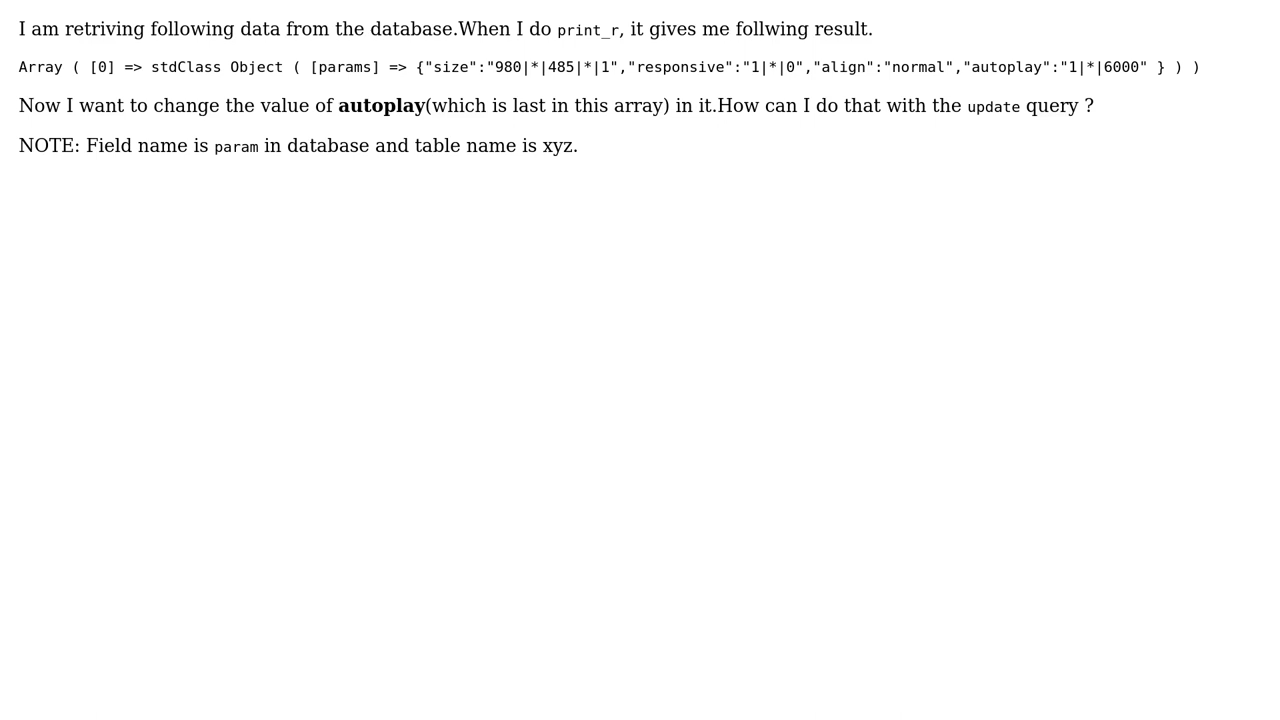 I am retriving following data from the database.When I do print_r, it gives me follwing result.
Array ( [0] => stdClass Object ( [params] => {"size":"980|*|485|*|1","responsive":"1|*|0","align":"normal","autoplay":"1|*|6000" } ) )
Now I want to change the value of autoplay(which is last in this array) in it.How can I do that with the update query ?
NOTE: Field name is param in database and table name is xyz.